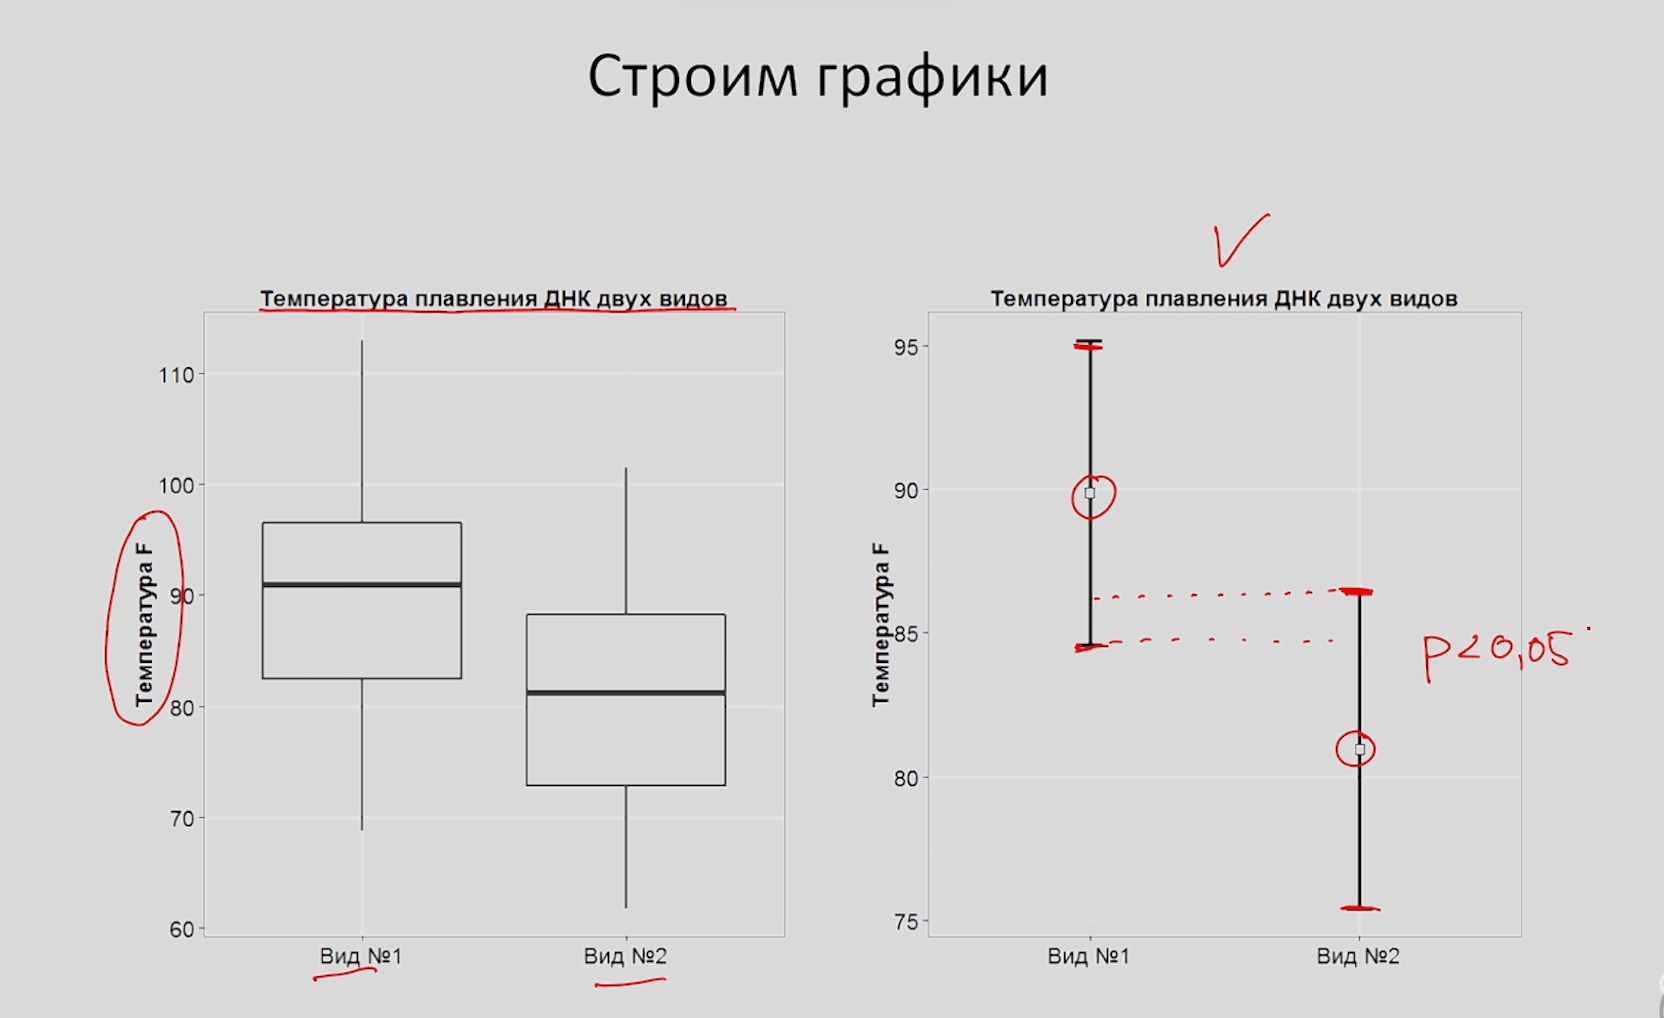 Строим графики
Температура плавления ДНК двух видов
Температура F
110
100
90
80
70
60
Вид №1
Вид №2
Температура плавления ДНК двух видов
Температура F
95
90
85
80
75
Вид №1
Вид №2
p<0,05